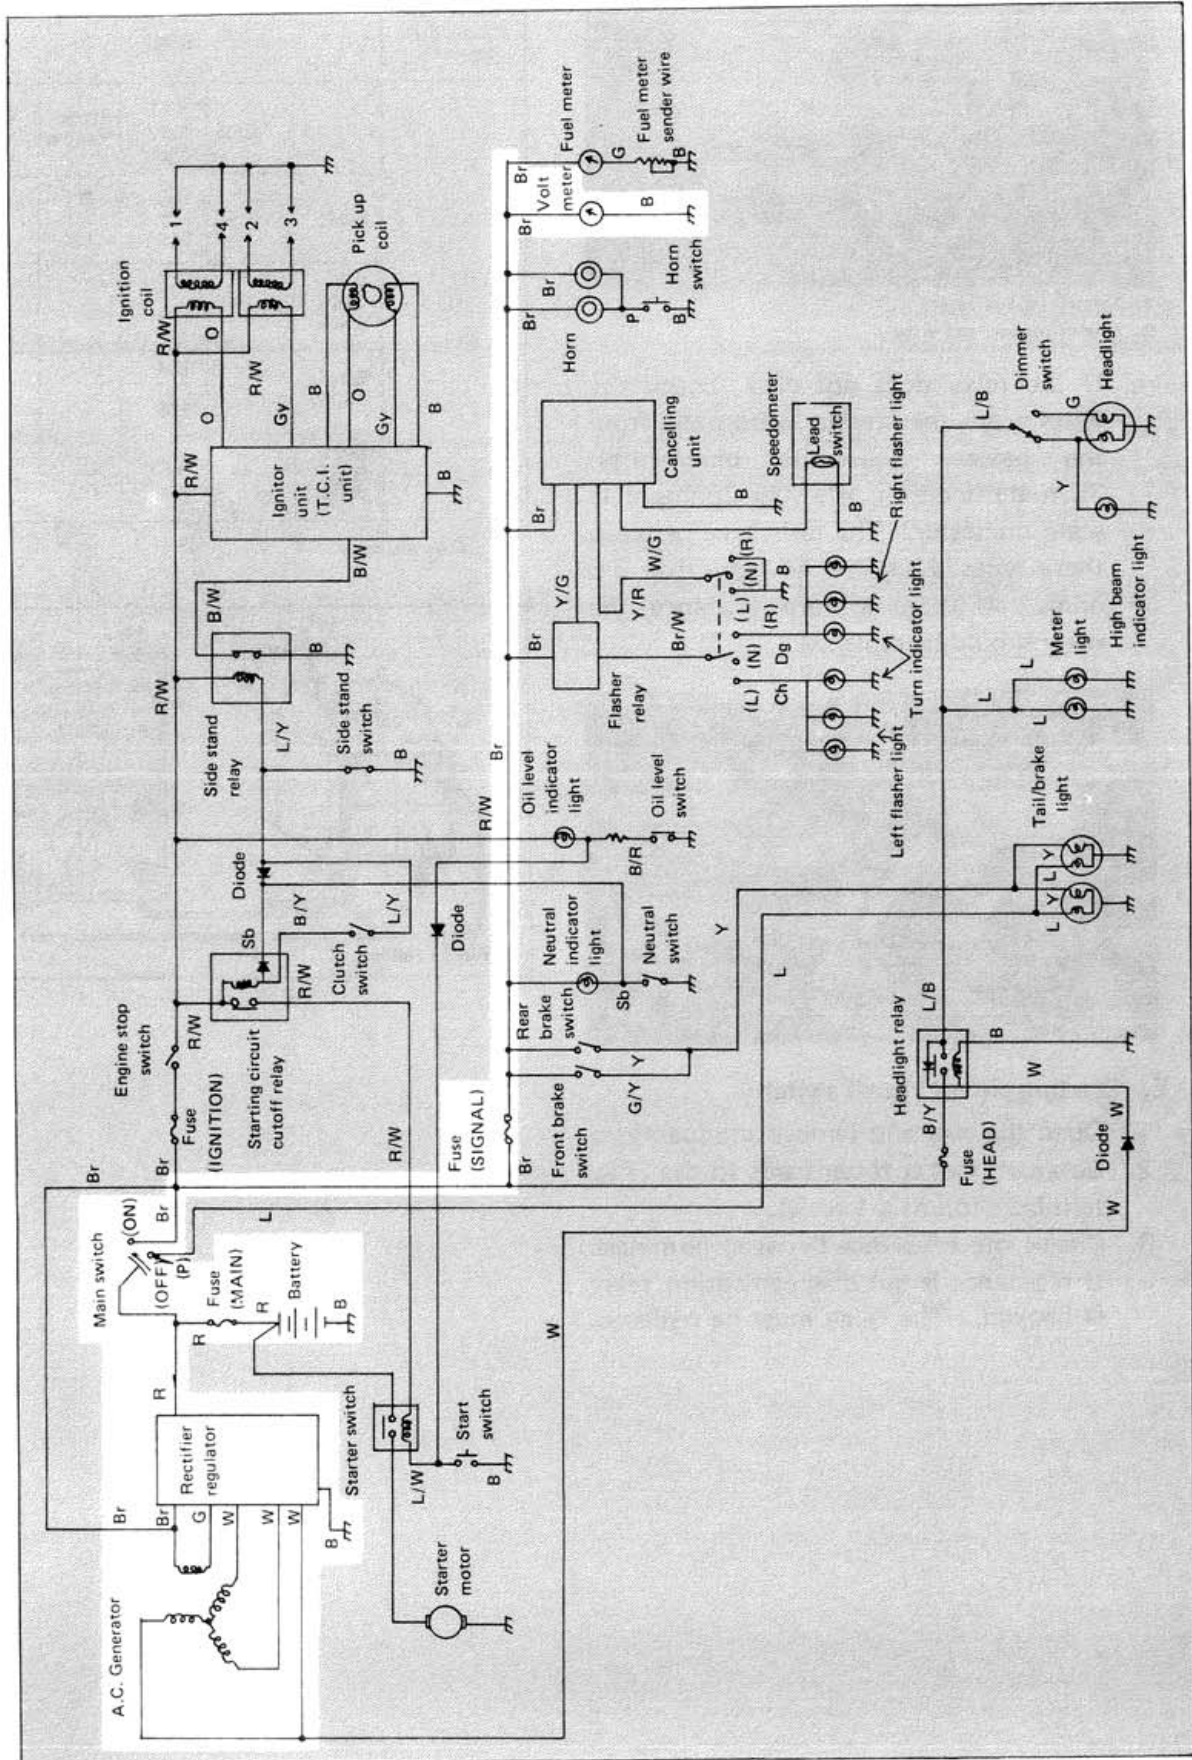 A.C. Generator
Br
Br
G
W
W
W
Rectifier
regulator
B
R
Main switch
(ON)
(OFF)
(P)
Br
Br
Br
R
Fuse
(MAIN)
R
Battery
B
L
Fuse
(IGNITION)
Engine stop
switch
R/W
Starting circuit
cutoff relay
Sb
Diode
R/W
B/Y
L/Y
Clutch
switch
R/W
Side stand
relay
R/W
L/Y
Side stand
switch
B
B/W
B
B/W
R/W
Ignitor
unit
(T.C.I.
unit)
B
R/W
O
O
R/W
Gy
B
O
Gy
B
Ignition
coil
1
4
2
3
Pick up
coil
Starter
motor
Starter switch
L/W
Start
switch
B
Fuse
(SIGNAL)
Diode
Br
Front brake
switch
G/Y
Y
Rear
brake
switch
Neutral
indicator
light
Sb
Neutral
switch
R/W
Br
Oil level
indicator
light
B/R
Oil level
switch
Y
L
Br
Flasher
relay
Y/G
Br/W
Y/R
W/G
Br
Cancelling
unit
B
Speedometer
Lead
switch
B
(L)
(N)
(R)
(L)
(N)
(R)
B
Ch
Dg
Left flasher light
Turn indicator light
Right flasher light
Br
Br
Horn
P
B
Horn
switch
Br
Volt
meter
B
Br
Fuel meter
G
Fuel meter
sender wire
B
W
W
Diode
W
W
Fuse
(HEAD)
B/Y
Headlight relay
L/B
B
L
Y
L
Y
Tail/brake
light
L
L
L
Meter
light
High beam
indicator light
L/B
Dimmer
switch
Y
G
Headlight